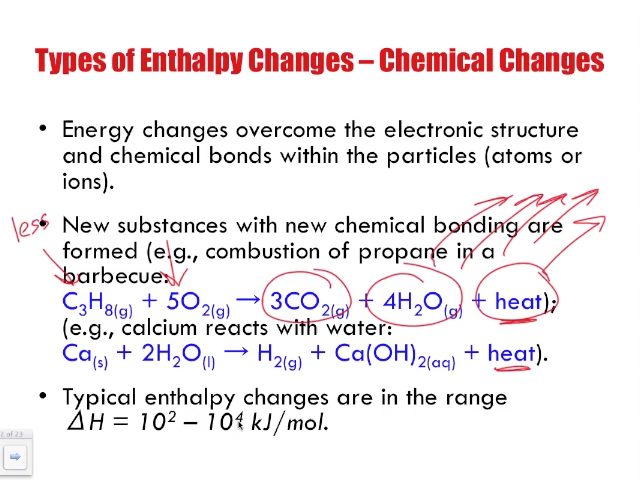 Types of Enthalpy Changes – Chemical Changes
• Energy changes overcome the electronic structure
and chemical bonds within the particles (atoms or
ions).
less
• New substances with new chemical bonding are
formed (e.g., combustion of propane in a
barbecue:
C₃H₈(g) + 5O₂(g) → 3CO₂(g) + 4H₂O(g) + heat);
(e.g., calcium reacts with water:
Ca(s) + 2H₂O(l) → H₂(g) + Ca(OH)₂(aq) + heat).
• Typical enthalpy changes are in the range
ΔH = 10² – 10⁴ kJ/mol.